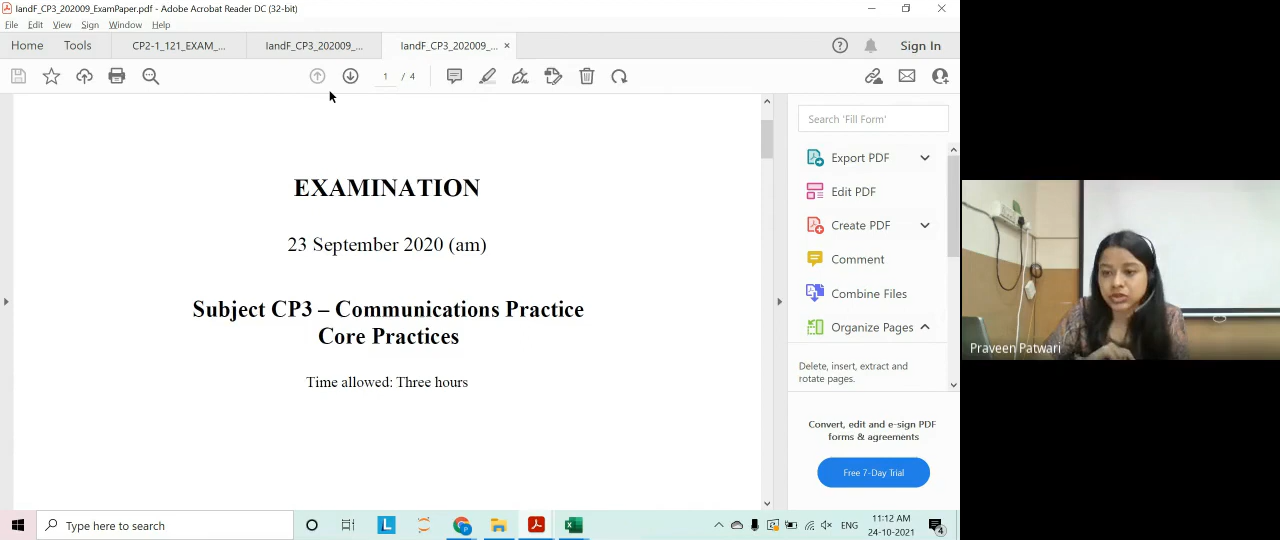 IandF_CP3_202009_ExamPaper.pdf - Adobe Acrobat Reader DC (32-bit)
File Edit View Sign Window Help
Home Tools CP2-1_121_EXAM_... IandF_CP3_202009_... IandF_CP3_202009_... × Sign In
1 / 4
EXAMINATION
23 September 2020 (am)
Subject CP3 – Communications Practice
Core Practices
Time allowed: Three hours
Search 'Fill Form'
Export PDF
Edit PDF
Create PDF
Comment
Combine Files
Organize Pages
Delete, insert, extract and
rotate pages.
Convert, edit and e-sign PDF
forms & agreements
Free 7-Day Trial
Praveen Patwari
Type here to search
L
ENG
11:12 AM
24-10-2021
4